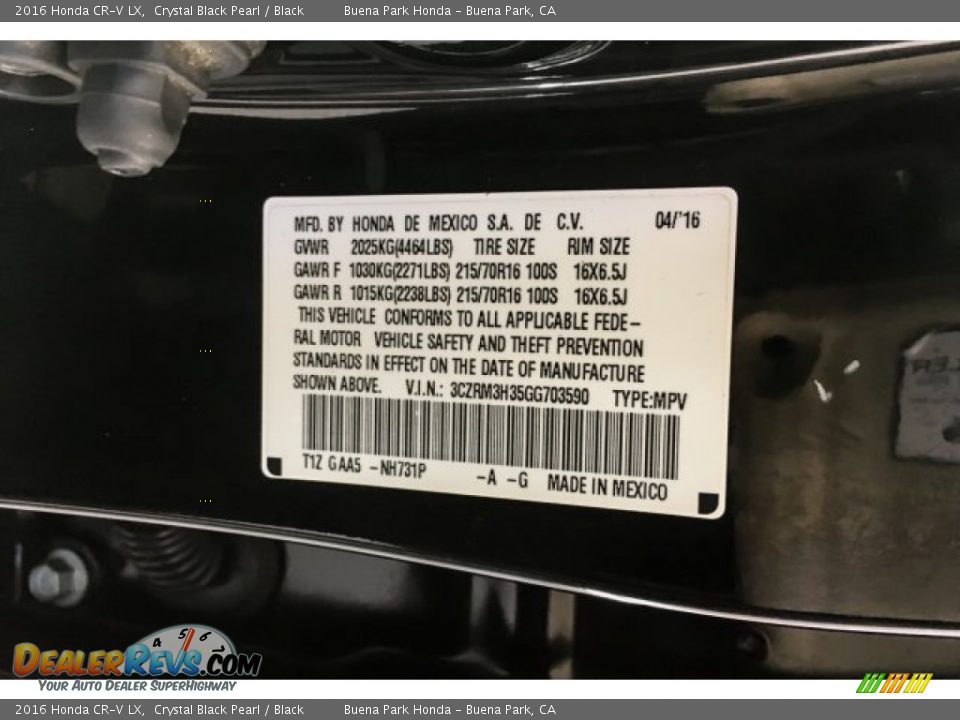 2016 Honda CR-V LX, Crystal Black Pearl / Black Buena Park Honda - Buena Park, CA
MFD. BY HONDA DE MEXICO S.A. DE C.V. 04/'16
GVWR 2025KG(4464LBS) TIRE SIZE RIM SIZE
GAWR F 1030KG(2271LBS) 215/70R16 100S 16X6.5J
GAWR R 1015KG(2238LBS) 215/70R16 100S 16X6.5J
THIS VEHICLE CONFORMS TO ALL APPLICABLE FEDE-
RAL MOTOR VEHICLE SAFETY AND THEFT PREVENTION
STANDARDS IN EFFECT ON THE DATE OF MANUFACTURE
SHOWN ABOVE. V.I.N.: 3CZRM3H35GG703590 TYPE:MPV
T1Z GAA5 -NH731P -A -G MADE IN MEXICO
4 5 6
DEALERREVS.COM
YOUR AUTO DEALER SUPERHIGHWAY
2016 Honda CR-V LX, Crystal Black Pearl / Black Buena Park Honda - Buena Park, CA